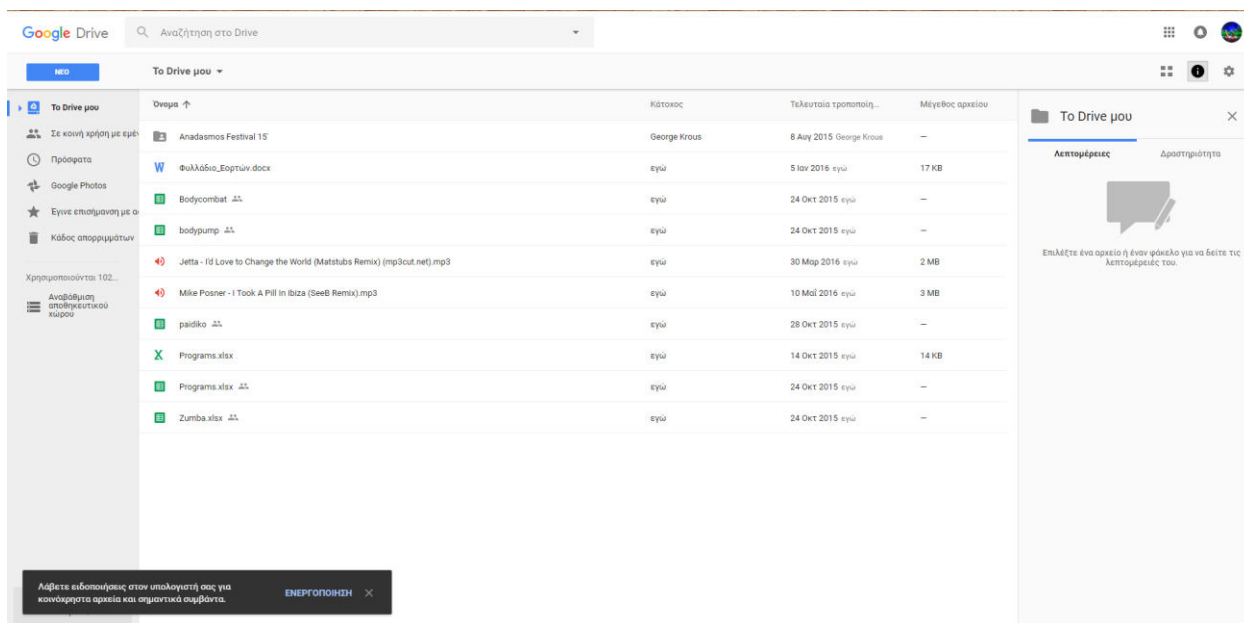 Google Drive
Αναζήτηση στο Drive
ΝΕΟ
Το Drive μου
Το Drive μου
Σε κοινή χρήση με εμέ
Πρόσφατα
Google Photos
Έγινε επισήμανση με α
Κάδος απορριμμάτων
Χρησιμοποιούνται 102...
Αναβάθμιση
αποθηκευτικού
χώρου
Όνομα Κάτοχος Τελευταία τροποποίη... Μέγεθος αρχείου
Anadasmos Festival 15' George Krous 8 Αυγ 2015 George Krous —
Φυλλάδιο_Εορτών.docx εγώ 5 Ιαν 2016 εγώ 17 KB
Bodycombat εγώ 24 Οκτ 2015 εγώ —
bodypump εγώ 24 Οκτ 2015 εγώ —
Jetta - I'd Love to Change the World (Matstubs Remix) (mp3cut.net).mp3 εγώ 30 Μαρ 2016 εγώ 2 MB
Mike Posner - I Took A Pill In Ibiza (SeeB Remix).mp3 εγώ 10 Μαΐ 2016 εγώ 3 MB
paidiko εγώ 28 Οκτ 2015 εγώ —
Programs.xlsx εγώ 14 Οκτ 2015 εγώ 14 KB
Programs.xlsx εγώ 24 Οκτ 2015 εγώ —
Zumba.xlsx εγώ 24 Οκτ 2015 εγώ —
Το Drive μου
Λεπτομέρειες Δραστηριότητα
Επιλέξτε ένα αρχείο ή έναν φάκελο για να δείτε τις
λεπτομέρειές του.
Λάβετε ειδοποιήσεις στον υπολογιστή σας για
κοινόχρηστα αρχεία και σημαντικά συμβάντα.
ΕΝΕΡΓΟΠΟΙΗΣΗ